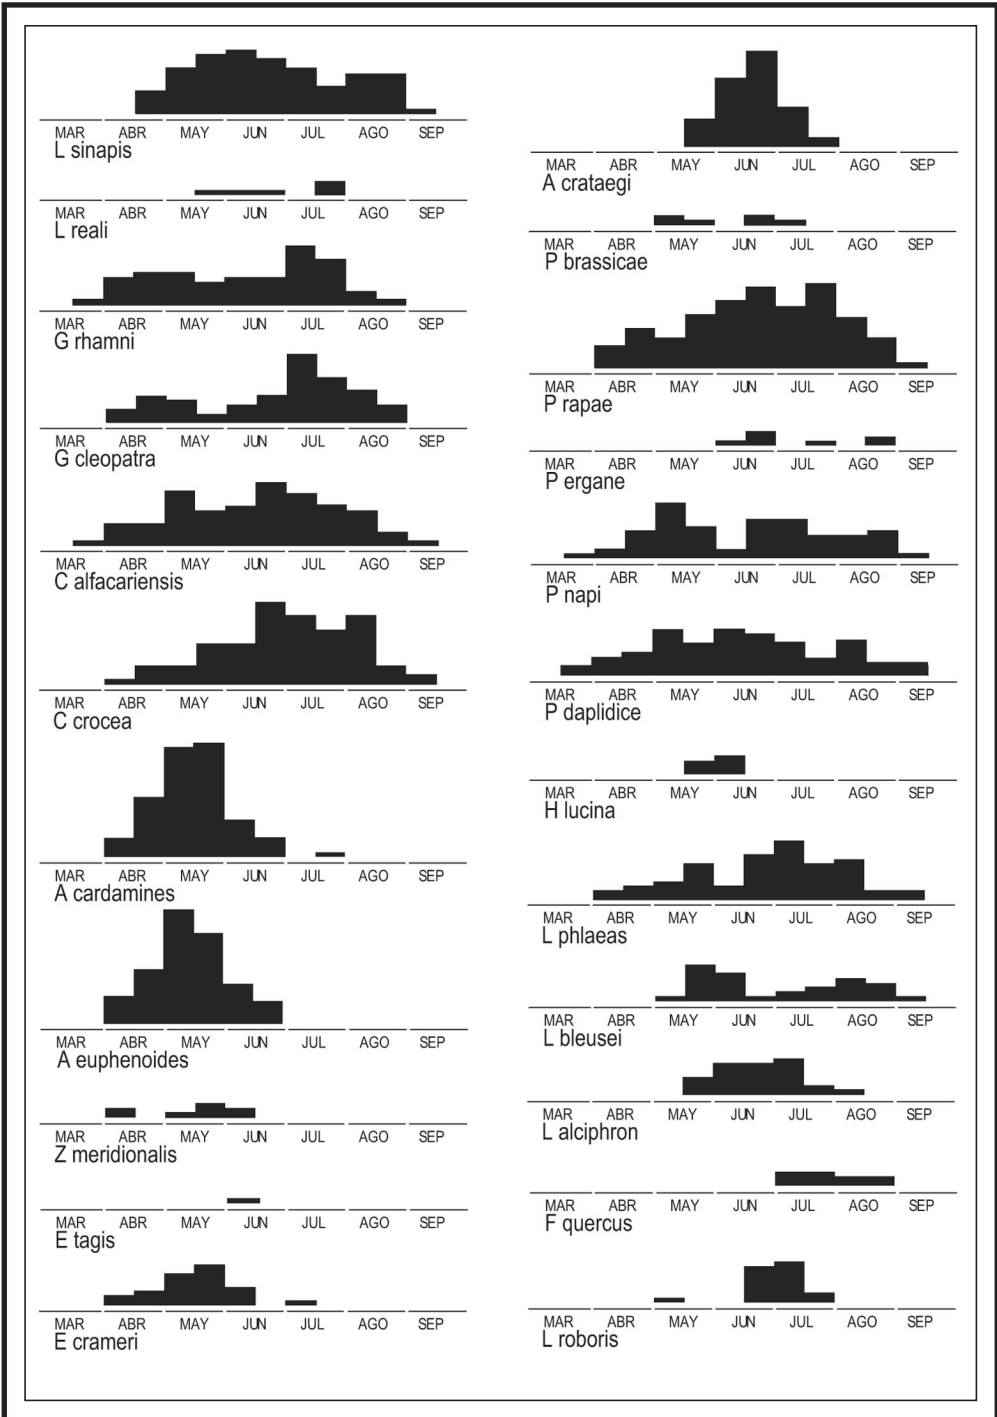 MAR ABR MAY JUN JUL AGO SEP
L sinapis
MAR ABR MAY JUN JUL AGO SEP
L reali
MAR ABR MAY JUN JUL AGO SEP
G rhamni
MAR ABR MAY JUN JUL AGO SEP
G cleopatra
MAR ABR MAY JUN JUL AGO SEP
C alfacariensis
MAR ABR MAY JUN JUL AGO SEP
C crocea
MAR ABR MAY JUN JUL AGO SEP
A cardamines
MAR ABR MAY JUN JUL AGO SEP
A euphenoides
MAR ABR MAY JUN JUL AGO SEP
Z meridionalis
MAR ABR MAY JUN JUL AGO SEP
E tagis
MAR ABR MAY JUN JUL AGO SEP
E crameri
MAR ABR MAY JUN JUL AGO SEP
A crataegi
MAR ABR MAY JUN JUL AGO SEP
P brassicae
MAR ABR MAY JUN JUL AGO SEP
P rapae
MAR ABR MAY JUN JUL AGO SEP
P ergane
MAR ABR MAY JUN JUL AGO SEP
P napi
MAR ABR MAY JUN JUL AGO SEP
P daplidice
MAR ABR MAY JUN JUL AGO SEP
H lucina
MAR ABR MAY JUN JUL AGO SEP
L phlaeas
MAR ABR MAY JUN JUL AGO SEP
L bleusei
MAR ABR MAY JUN JUL AGO SEP
L alciphron
MAR ABR MAY JUN JUL AGO SEP
F quercus
MAR ABR MAY JUN JUL AGO SEP
L roboris